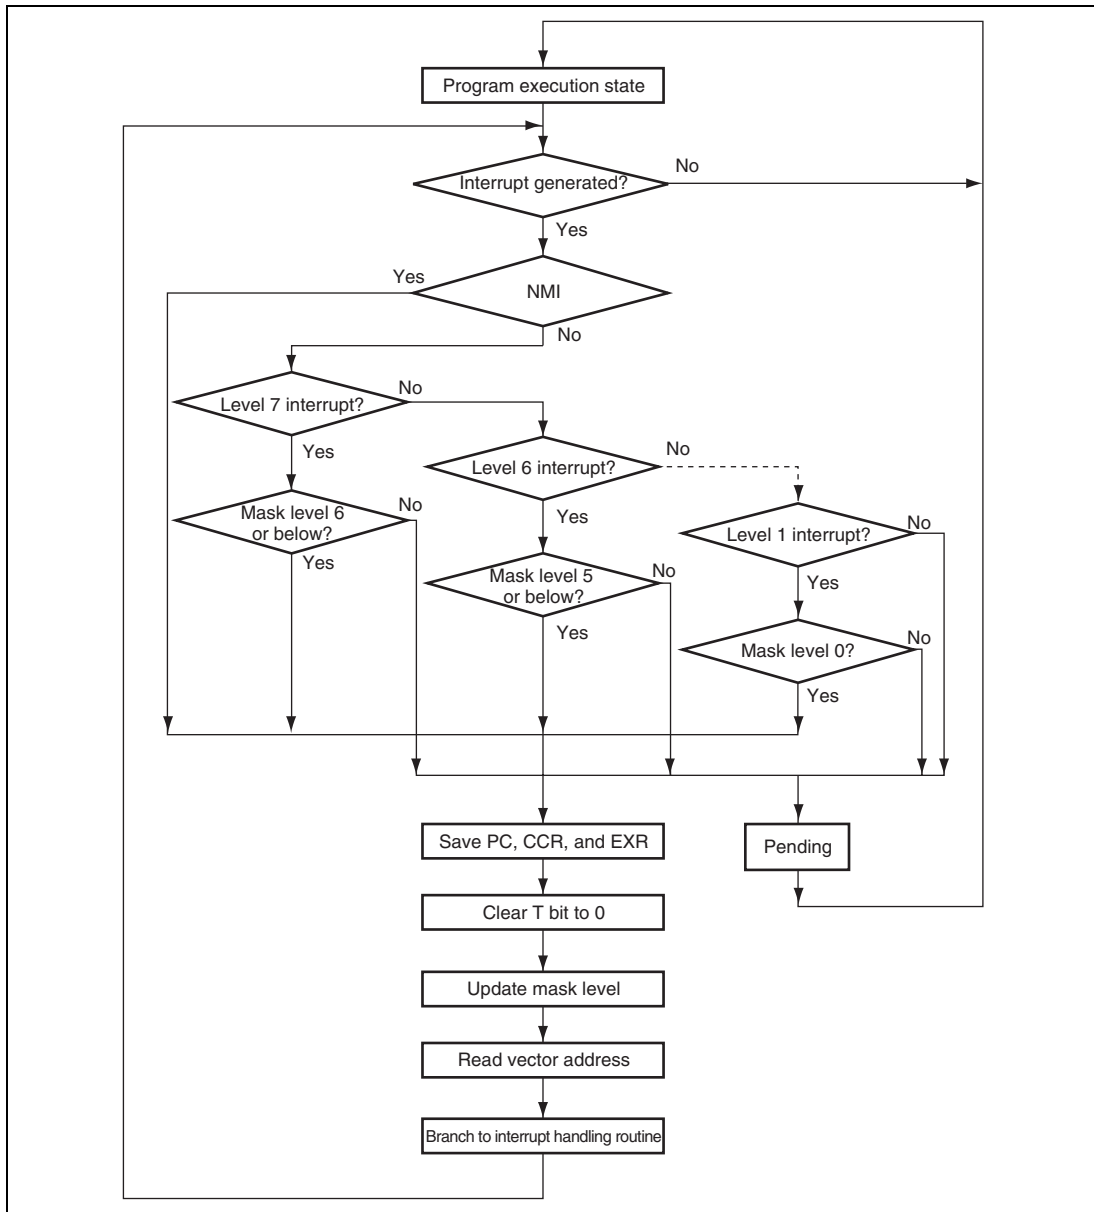 Program execution state
Interrupt generated?
No
Yes
Yes
NMI
No
Level 7 interrupt?
No
Yes
Level 6 interrupt?
No
Mask level 6
or below?
No
Yes
Yes
Level 1 interrupt?
No
Mask level 5
or below?
No
Yes
Yes
Mask level 0?
No
Yes
Save PC, CCR, and EXR
Pending
Clear T bit to 0
Update mask level
Read vector address
Branch to interrupt handling routine